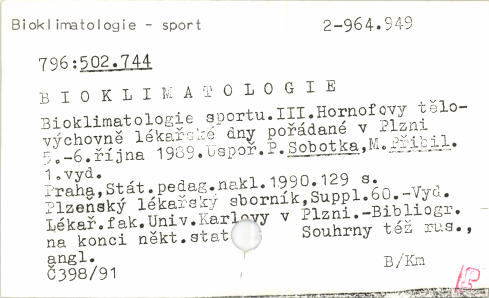 Bioklimatologie - sport 2-964.949
796:502.744
B I O K L I M A T O L O G I E
Bioklimatologie sportu.III.Hornofovy tělo-
výchovně lékařské dny pořádané v Plzni
5.-6.října 1989.Uspoř.P.Sobotka,M.Přibil.
1.vyd.
Praha,Stát.pedag.nakl.1990.129 s.
Plzeňský lékařský sborník,Suppl.60.-Vyd.
Lékař.fak.Univ.Karlovy v Plzni.-Bibliogr.
na konci někt.stat Souhrny též rus.,
angl.
Č398/91 B/Km